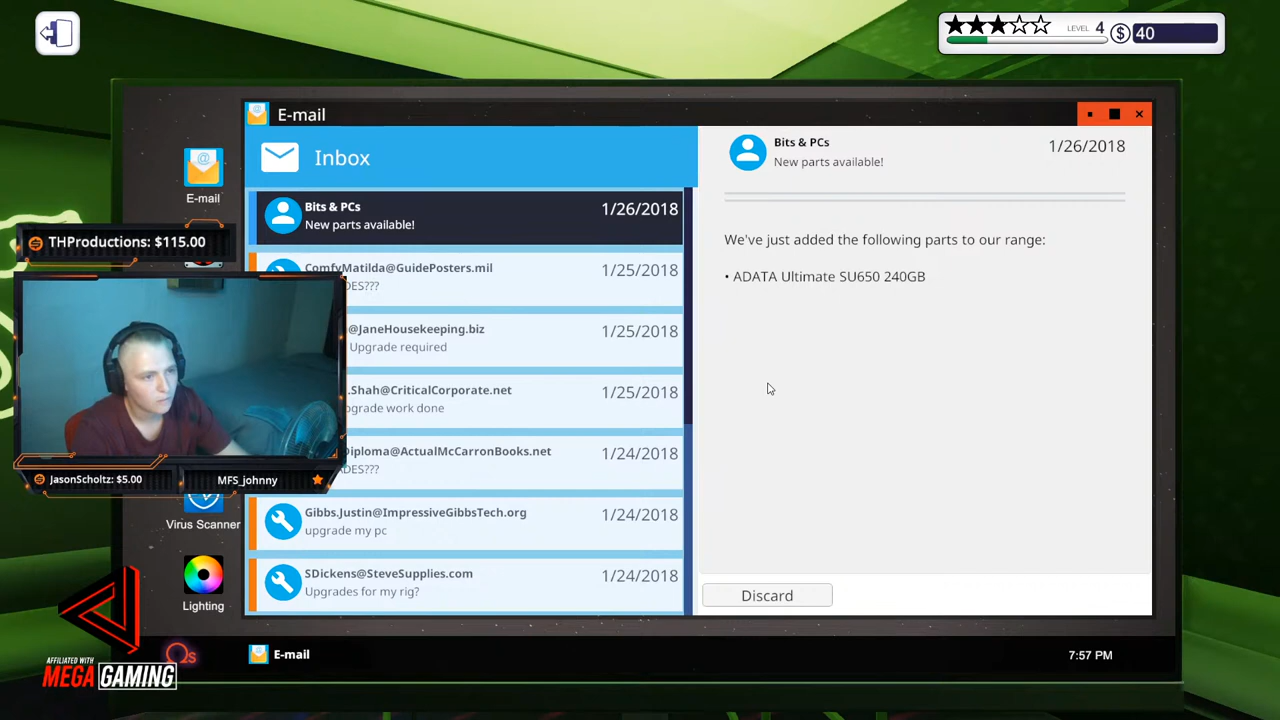 LEVEL 4 $ 40
E-mail
Inbox
Bits & PCs
New parts available!
1/26/2018
E-mail
Bits & PCs
New parts available!
1/26/2018
THProductions: $115.00
ComfyMatilda@GuidePosters.mil
DES???
1/25/2018
@JaneHousekeeping.biz
Upgrade required
1/25/2018
.Shah@CriticalCorporate.net
pgrade work done
1/25/2018
Diploma@ActualMcCarronBooks.net
DES???
1/24/2018
JasonScholtz: $5.00
MFS_johnny
Gibbs.Justin@ImpressiveGibbsTech.org
upgrade my pc
1/24/2018
Virus Scanner
SDickens@SteveSupplies.com
Upgrades for my rig?
1/24/2018
Lighting
We've just added the following parts to our range:
• ADATA Ultimate SU650 240GB
Discard
AFFILIATED WITH
MEGA GAMING
E-mail
7:57 PM